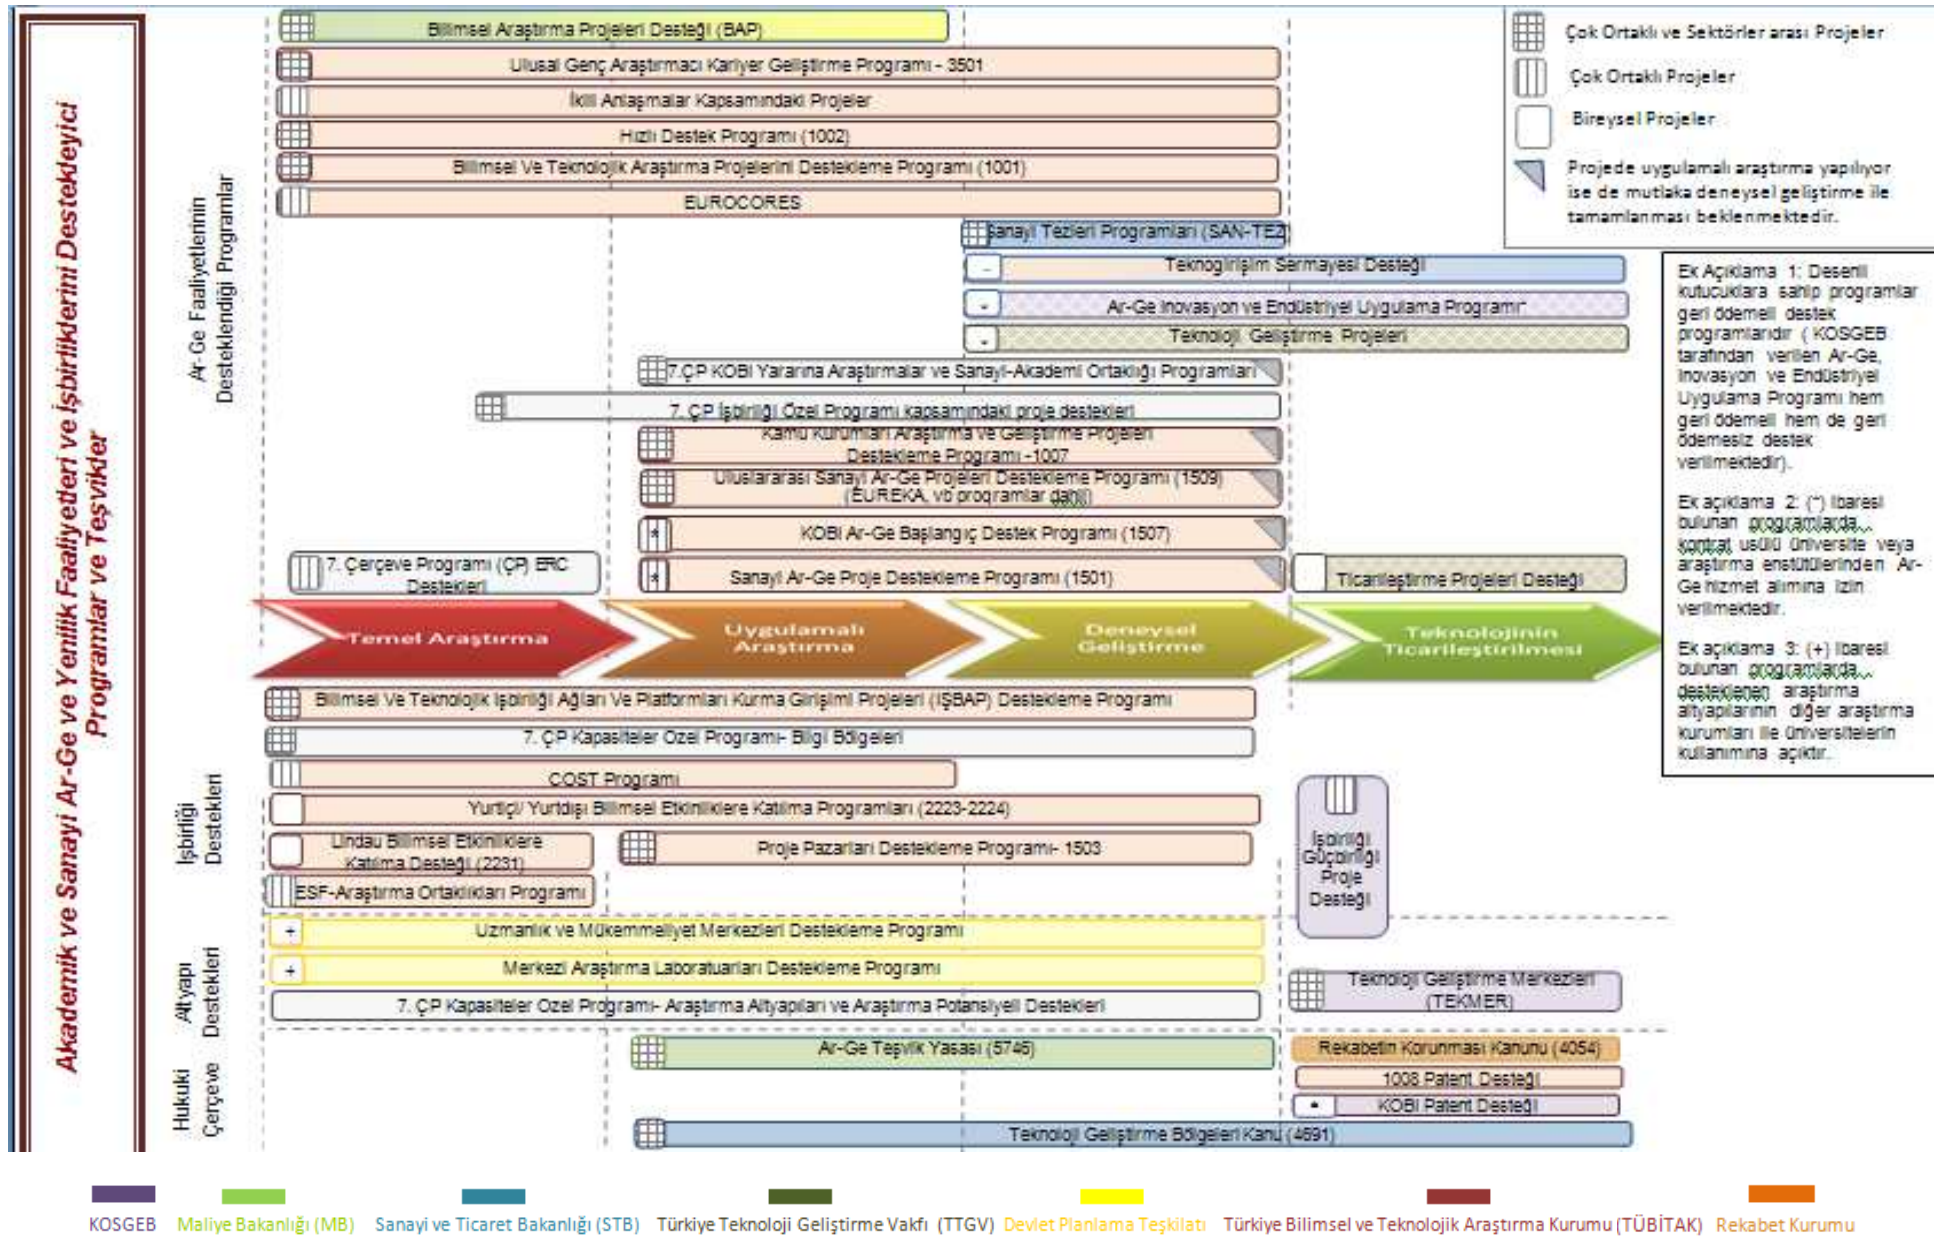 Akademik ve Sanayi Ar-Ge ve Yenilik Faaliyetleri ve İşbirliklerini Destekleyici
Programlar ve Teşvikler
Ar-Ge Faaliyetlerinin
Desteklendiği Programlar
Bilimsel Araştırma Projeleri Desteği (BAP)
Ulusal Genç Araştırmacı Kariyer Geliştirme Programı - 3501
İkili Anlaşmalar Kapsamındaki Projeler
Hızlı Destek Programı (1002)
Bilimsel Ve Teknolojik Araştırma Projelerini Destekleme Programı (1001)
EUROCORES
Sanayi Tezleri Programları (SAN-TEZ)
Teknogirişim Sermayesi Desteği
Ar-Ge İnovasyon ve Endüstriyel Uygulama Programı*
Teknoloji Geliştirme Projeleri
7.ÇP KOBİ Yararına Araştırmalar ve Sanayi-Akademi Ortaklığı Programları
7. ÇP İşbirliği Özel Programı kapsamındaki proje destekleri
Kamu Kurumları Araştırma ve Geliştirme Projeleri
Destekleme Programı -1007
Uluslararası Sanayi Ar-Ge Projeleri Destekleme Programı (1509)
(EUREKA, vb programlar dahil)
* KOBİ Ar-Ge Başlangıç Destek Programı (1507)
7. Çerçeve Programı (ÇP) ERC
Destekleri
* Sanayi Ar-Ge Proje Destekleme Programı (1501)
Ticarileştirme Projeleri Desteği
Temel Araştırma
Uygulamalı
Araştırma
Deneysel
Geliştirme
Teknolojinin
Ticarileştirilmesi
İşbirliği
Destekleri
Bilimsel Ve Teknolojik İşbirliği Ağları Ve Platformları Kurma Girişimi Projeleri (İŞBAP) Destekleme Programı
7. ÇP Kapasiteler Özel Programı- Bilgi Bölgeleri
COST Programı
Yurtiçi/ Yurtdışı Bilimsel Etkinliklere Katılma Programları (2223-2224)
Lindau Bilimsel Etkinliklere
Katılma Desteği (2231)
Proje Pazarları Destekleme Programı- 1503
ESF-Araştırma Ortaklıkları Programı
İşbirliği
Güçbirliği
Proje
Desteği
Altyapı
Destekleri
+ Uzmanlık ve Mükemmeliyet Merkezleri Destekleme Programı
+ Merkezi Araştırma Laboratuarları Destekleme Programı
7. ÇP Kapasiteler Özel Programı- Araştırma Altyapıları ve Araştırma Potansiyeli Destekleri
Teknoloji Geliştirme Merkezleri
(TEKMER)
Hukuki
Çerçeve
Ar-Ge Teşvik Yasası (5746)
Rekabetin Korunması Kanunu (4054)
1008 Patent Desteği
KOBİ Patent Desteği
Teknoloji Geliştirme Bölgeleri Kanu (4691)
Çok Ortaklı ve Sektörler arası Projeler
Çok Ortaklı Projeler
Bireysel Projeler
Projede uygulamalı araştırma yapılıyor
ise de mutlaka deneysel geliştirme ile
tamamlanması beklenmektedir.
Ek Açıklama 1: Desenli
kutucuklara sahip programlar
geri ödemeli destek
programlarıdır ( KOSGEB
tarafından verilen Ar-Ge,
İnovasyon ve Endüstriyel
Uygulama Programı hem
geri ödemeli hem de geri
ödemesiz destek
verilmektedir).
Ek açıklama 2: (*) ibaresi
bulunan programlarda
kontrat usülü üniversite veya
araştırma enstütülerinden Ar-
Ge hizmet alımına izin
verilmektedir.
Ek açıklama 3: (+) ibaresi
bulunan programlarda
desteklenen araştırma
altyapılarının diğer araştırma
kurumları ile üniversitelerin
kullanımına açıktır.
KOSGEB
Maliye Bakanlığı (MB)
Sanayi ve Ticaret Bakanlığı (STB)
Türkiye Teknoloji Geliştirme Vakfı (TTGV)
Devlet Planlama Teşkilatı
Türkiye Bilimsel ve Teknolojik Araştırma Kurumu (TÜBİTAK)
Rekabet Kurumu